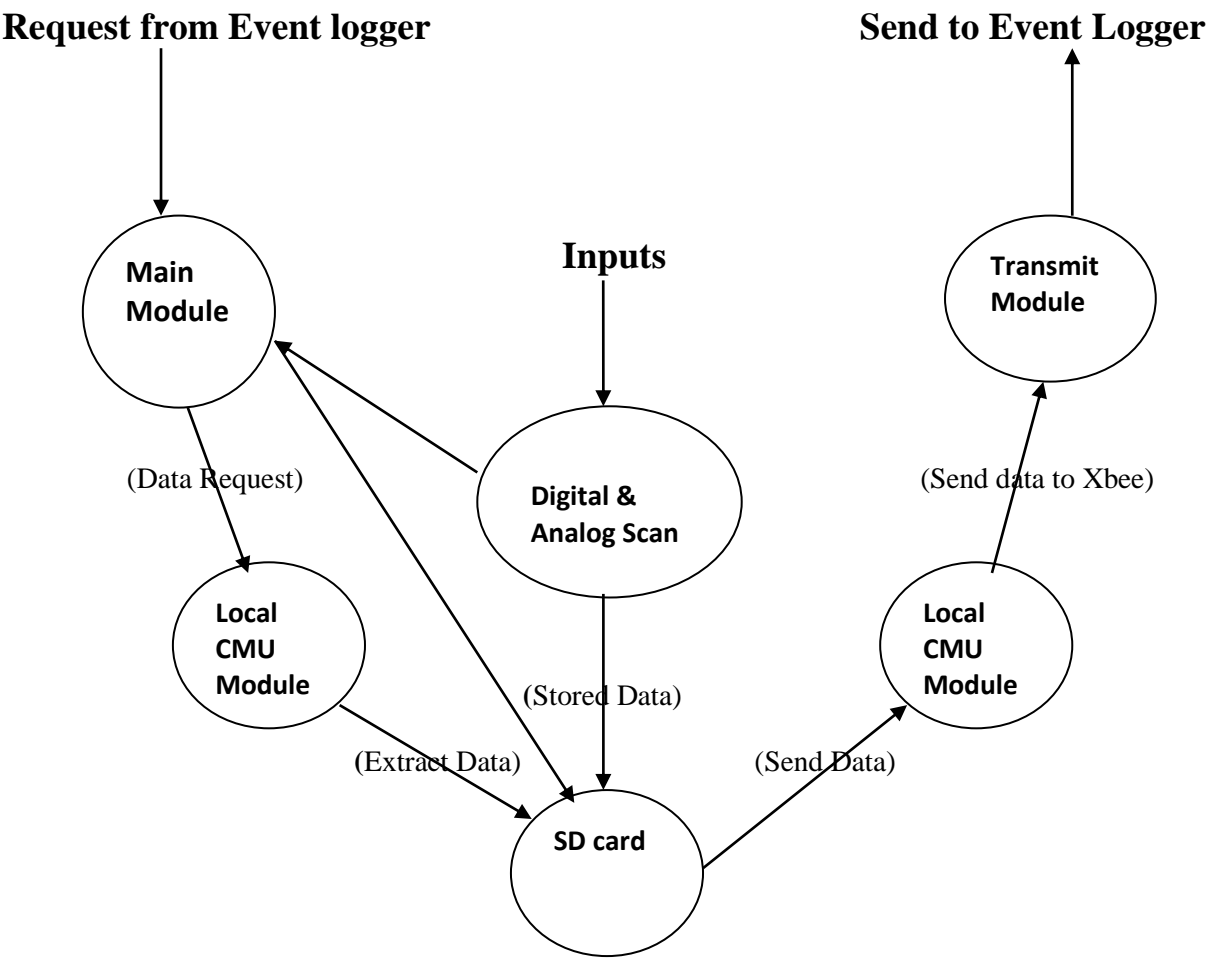 Request from Event logger
Send to Event Logger
Main
Module
Inputs
Transmit
Module
(Data Request)
Digital &
Analog Scan
(Send data to Xbee)
Local
CMU
Module
Local
CMU
Module
(Stored Data)
(Extract Data)
(Send Data)
SD card